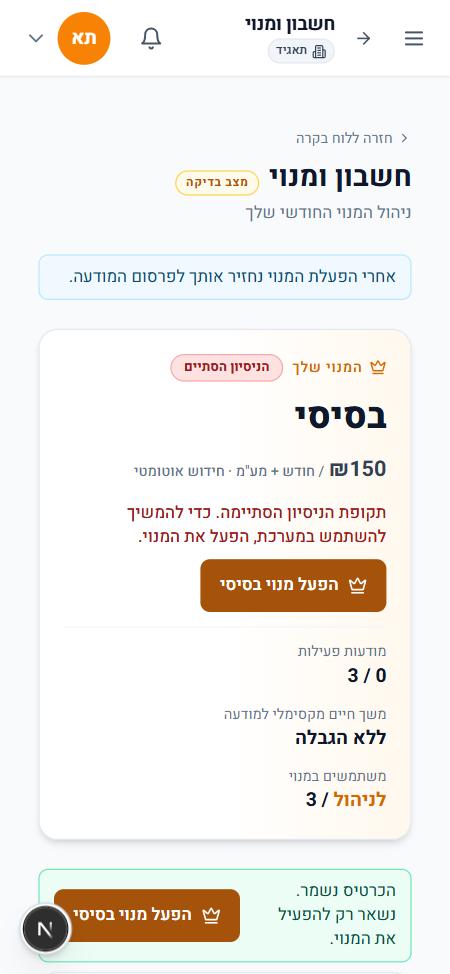 חשבון ומנוי
תאגיד
תא
חזרה ללוח בקרה
חשבון ומנוי
מצב בדיקה
ניהול המנוי החודשי שלך
אחרי הפעלת המנוי נחזיר אותך לפרסום המודעה.
המנוי שלך
הניסיון הסתיים
בסיסי
₪150 / חודש + מע"מ · חידוש אוטומטי
תקופת הניסיון הסתיימה. כדי להמשיך
להשתמש במערכת, הפעל את המנוי.
הפעל מנוי בסיסי
מודעות פעילות
0 / 3
משך חיים מקסימלי למודעה
ללא הגבלה
משתמשים במנוי
לניהול / 3
הכרטיס נשמר.
נשאר רק להפעיל
את המנוי.
הפעל מנוי בסיסי
N